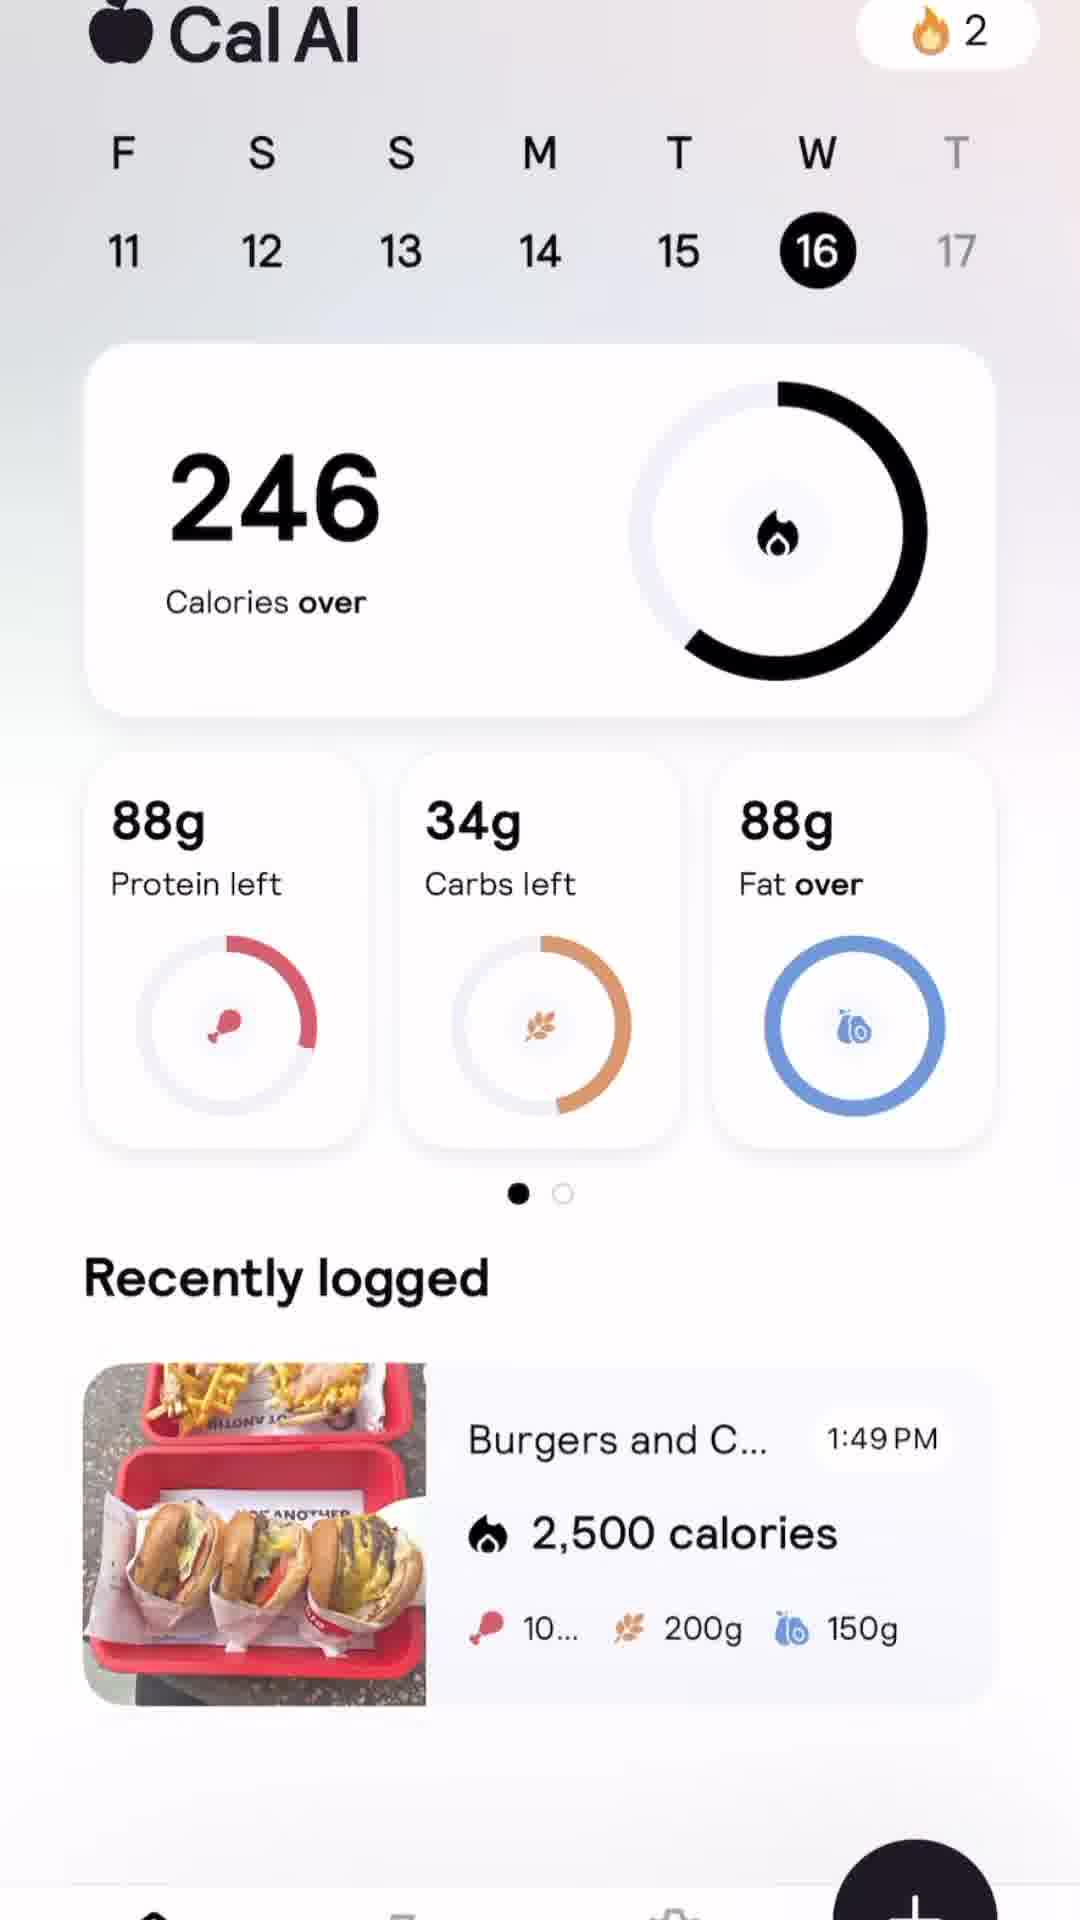 Cal AI
2
F S S M T W T
11 12 13 14 15 16 17
246
Calories over
88g
Protein left
34g
Carbs left
88g
Fat over
Recently logged
Burgers and C...
1:49 PM
2,500 calories
10... 200g 150g
ANOTHER